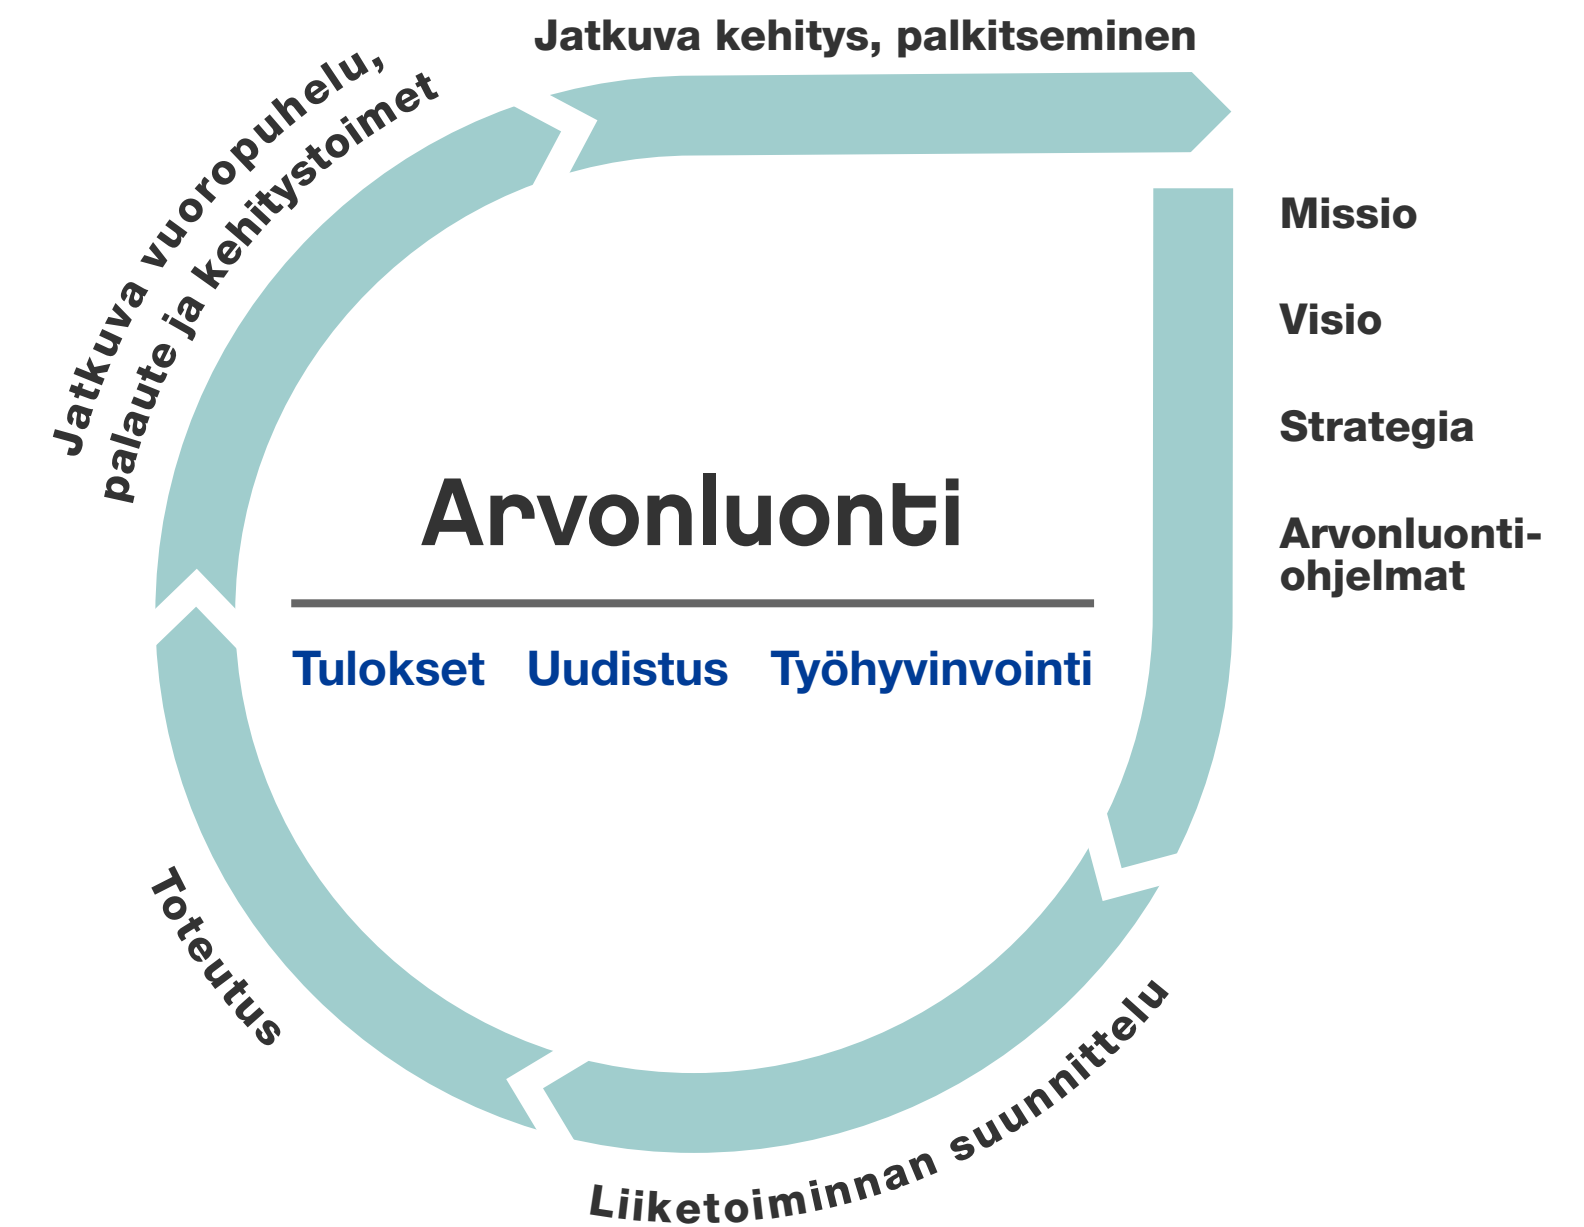 Jatkuva kehitys, palkitseminen
Missio
Visio
Strategia
Arvonluonti-
ohjelmat
Liiketoiminnan suunnittelu
Toteutus
Jatkuva vuoropuhelu,
palaute ja kehitystoimet
Arvonluonti
Tulokset Uudistus Työhyvinvointi